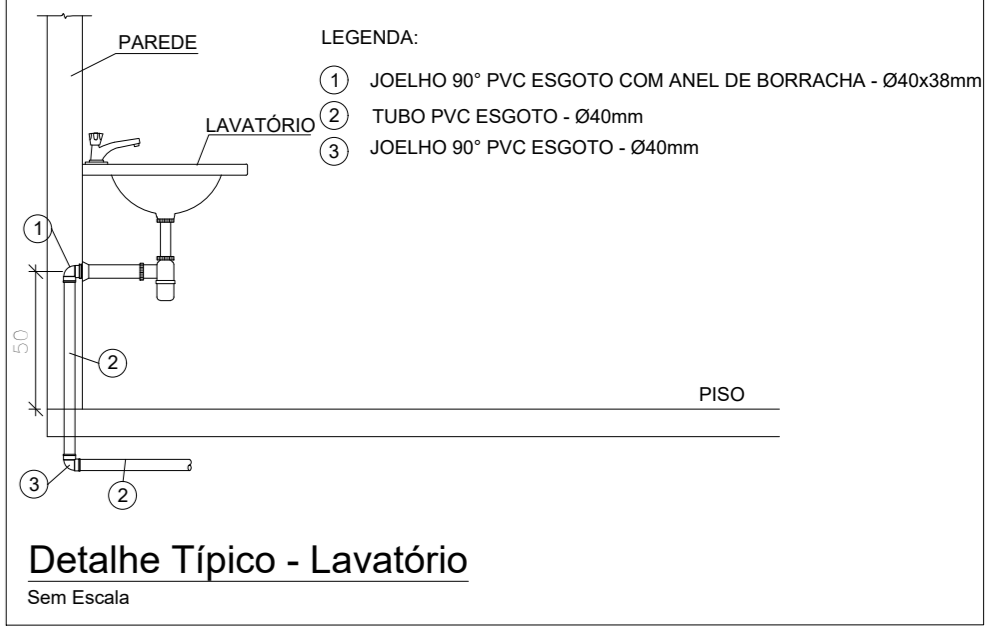 PAREDE
LEGENDA:
1 JOELHO 90° PVC ESGOTO COM ANEL DE BORRACHA - Ø40x38mm
2 TUBO PVC ESGOTO - Ø40mm
3 JOELHO 90° PVC ESGOTO - Ø40mm
LAVATÓRIO
1
50
2
PISO
3
2
Detalhe Típico - Lavatório
Sem Escala